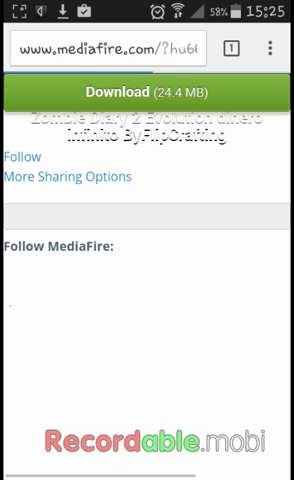 58% 15:25
www.mediafire.com/?hu6
1
Download (24.4 MB)
Zombie Diary 2 Evolution dinero
infinito ByFlipCrafting
Follow
More Sharing Options
Follow MediaFire:
Recordable.mobi